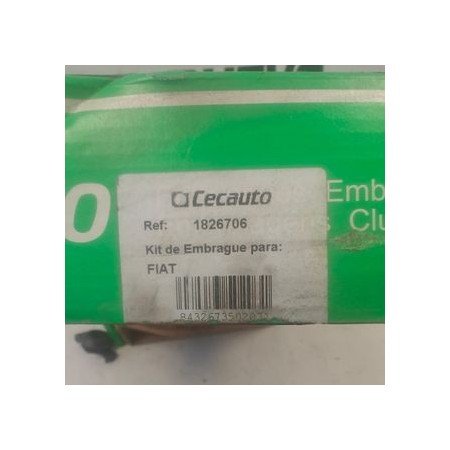 Cecauto
Ref: 1826706
Kit de Embrague para:
FIAT
Emb
Clu